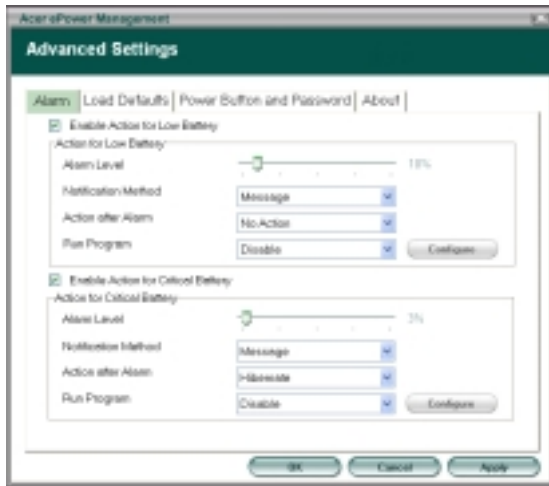 Acer ePower Management
Advanced Settings
Alarm Load Defaults Power Button and Password About
Enable Action for Low Battery
Action for Low Battery
Alarm Level 10%
Notification Method Message
Action after Alarm No Action
Run Program Disable Configure
Enable Action for Critical Battery
Action for Critical Battery
Alarm Level 3%
Notification Method Message
Action after Alarm Hibernate
Run Program Disable Configure
OK Cancel Apply